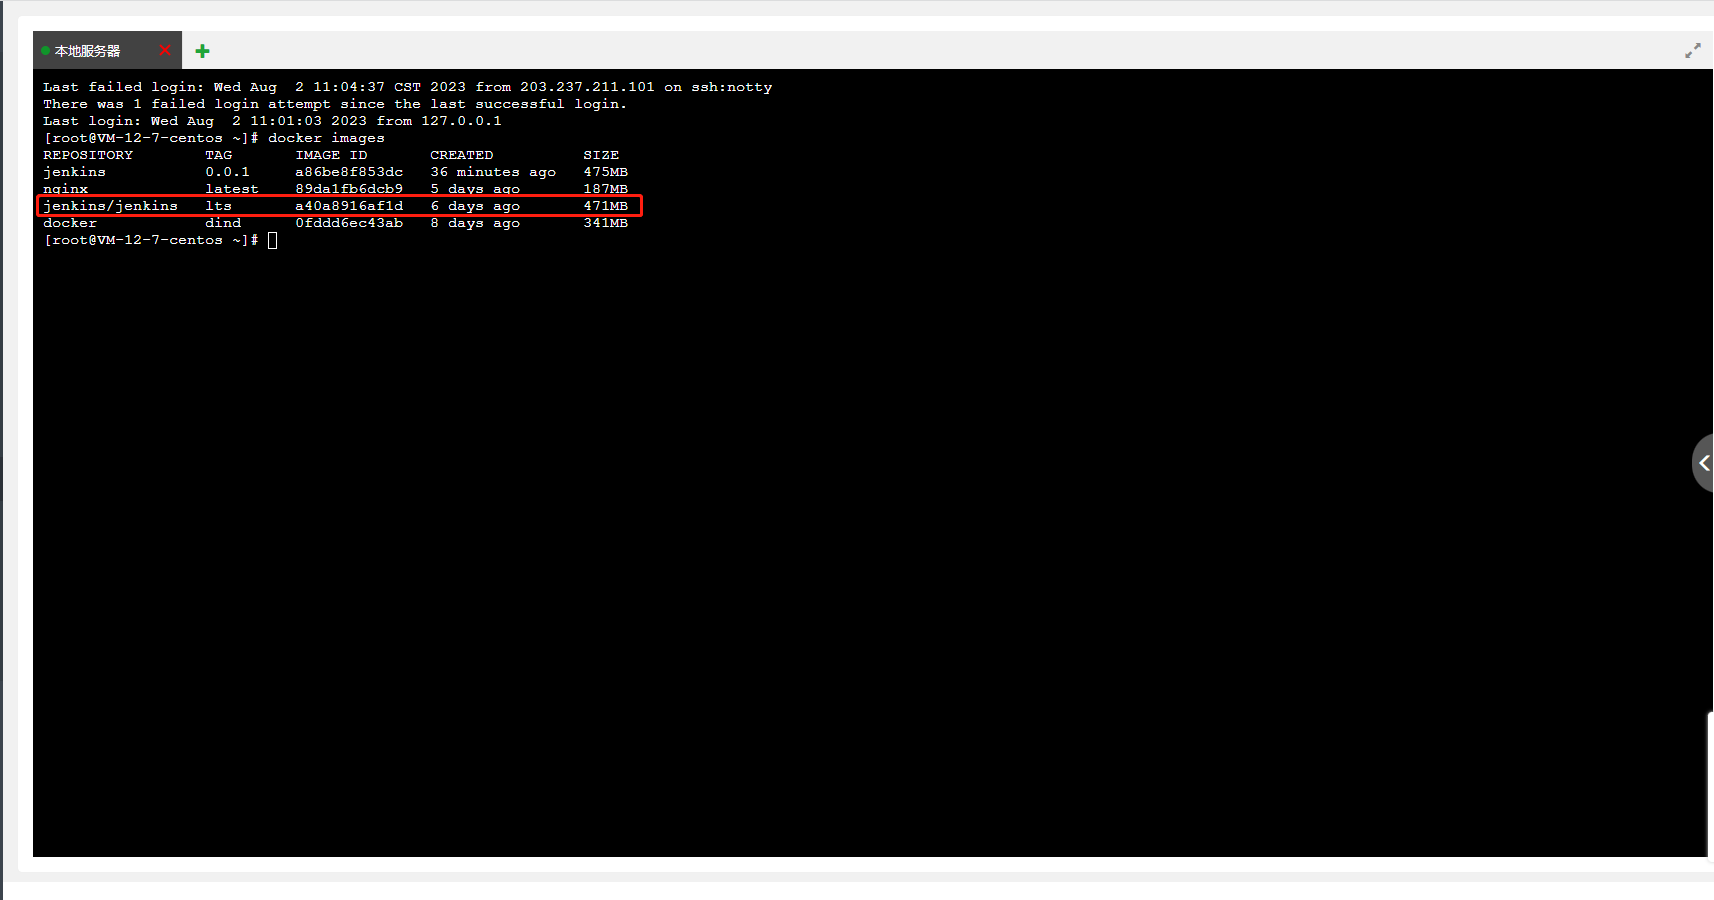 本地服务器
Last failed login: Wed Aug  2 11:04:37 CST 2023 from 203.237.211.101 on ssh:notty
There was 1 failed login attempt since the last successful login.
Last login: Wed Aug  2 11:01:03 2023 from 127.0.0.1
[root@VM-12-7-centos ~]# docker images
REPOSITORY        TAG       IMAGE ID       CREATED          SIZE
jenkins           0.0.1     a86be8f853dc   36 minutes ago   475MB
nginx             latest    89da1fb6dcb9   5 days ago       187MB
jenkins/jenkins   lts       a40a8916af1d   6 days ago       471MB
docker            dind      0fddd6ec43ab   8 days ago       341MB
[root@VM-12-7-centos ~]#